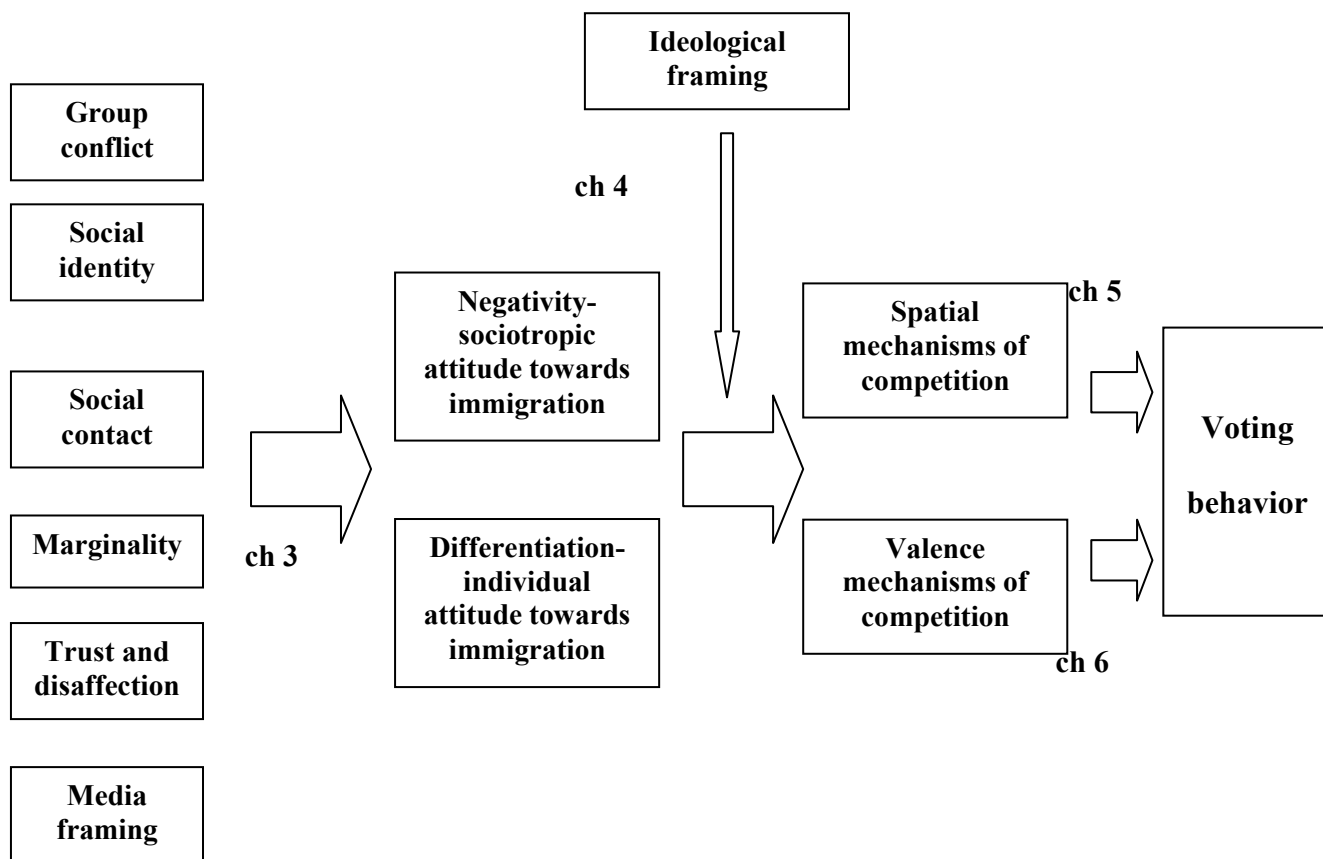 Ideological
framing
Group
conflict
ch 4
Social
identity
Negativity-
sociotropic
attitude towards
immigration
ch 5
Spatial
mechanisms of
competition
Social
contact
Voting
behavior
Marginality
ch 3
Differentiation-
individual
attitude towards
immigration
Valence
mechanisms of
competition
ch 6
Trust and
disaffection
Media
framing